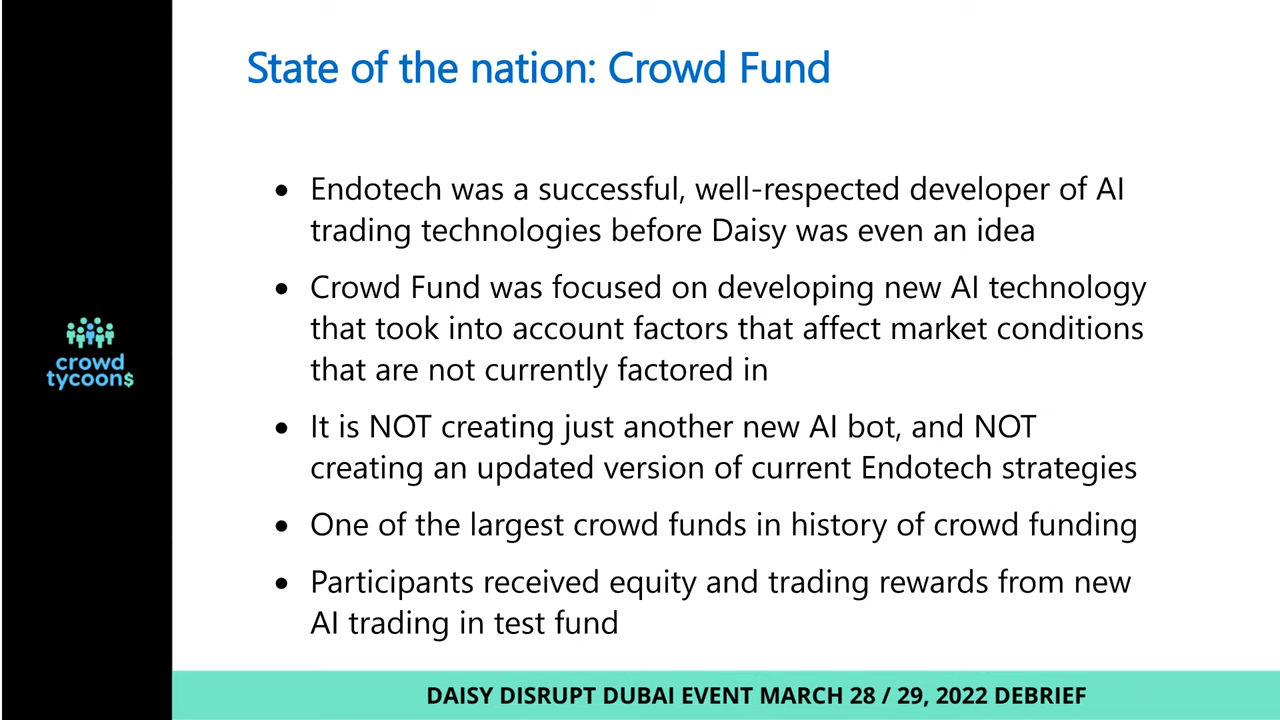 State of the nation: Crowd Fund
• Endotech was a successful, well-respected developer of AI
trading technologies before Daisy was even an idea
• Crowd Fund was focused on developing new AI technology
that took into account factors that affect market conditions
that are not currently factored in
• It is NOT creating just another new AI bot, and NOT
creating an updated version of current Endotech strategies
• One of the largest crowd funds in history of crowd funding
• Participants received equity and trading rewards from new
AI trading in test fund
crowd
tycoon$
DAISY DISRUPT DUBAI EVENT MARCH 28 / 29, 2022 DEBRIEF